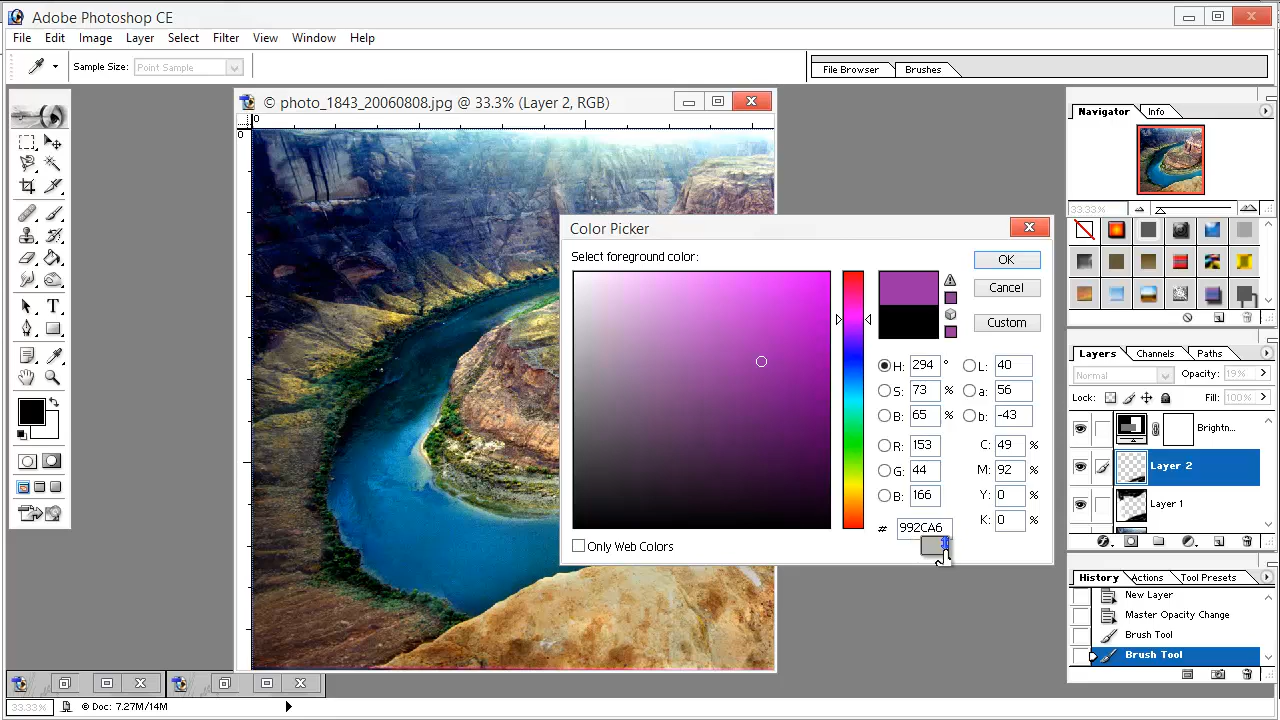 Adobe Photoshop CE
File Edit Image Layer Select Filter View Window Help
Sample Size: Point Sample
File Browser Brushes
© photo_1843_20060808.jpg @ 33.3% (Layer 2, RGB)
0
0
Navigator Info
33.33%
Color Picker
Select foreground color:
OK
Cancel
Custom
H: 294 °
S: 73 %
B: 65 %
R: 153
G: 44
B: 166
# 992CA6
L: 40
a: 56
b: -43
C: 49 %
M: 92 %
Y: 0 %
K: 0 %
Only Web Colors
Layers Channels Paths
Normal Opacity: 19%
Lock: Fill: 100%
Brightn...
Layer 2
Layer 1
History Actions Tool Presets
New Layer
Master Opacity Change
Brush Tool
Brush Tool
33.33% © Doc: 7.27M/14M